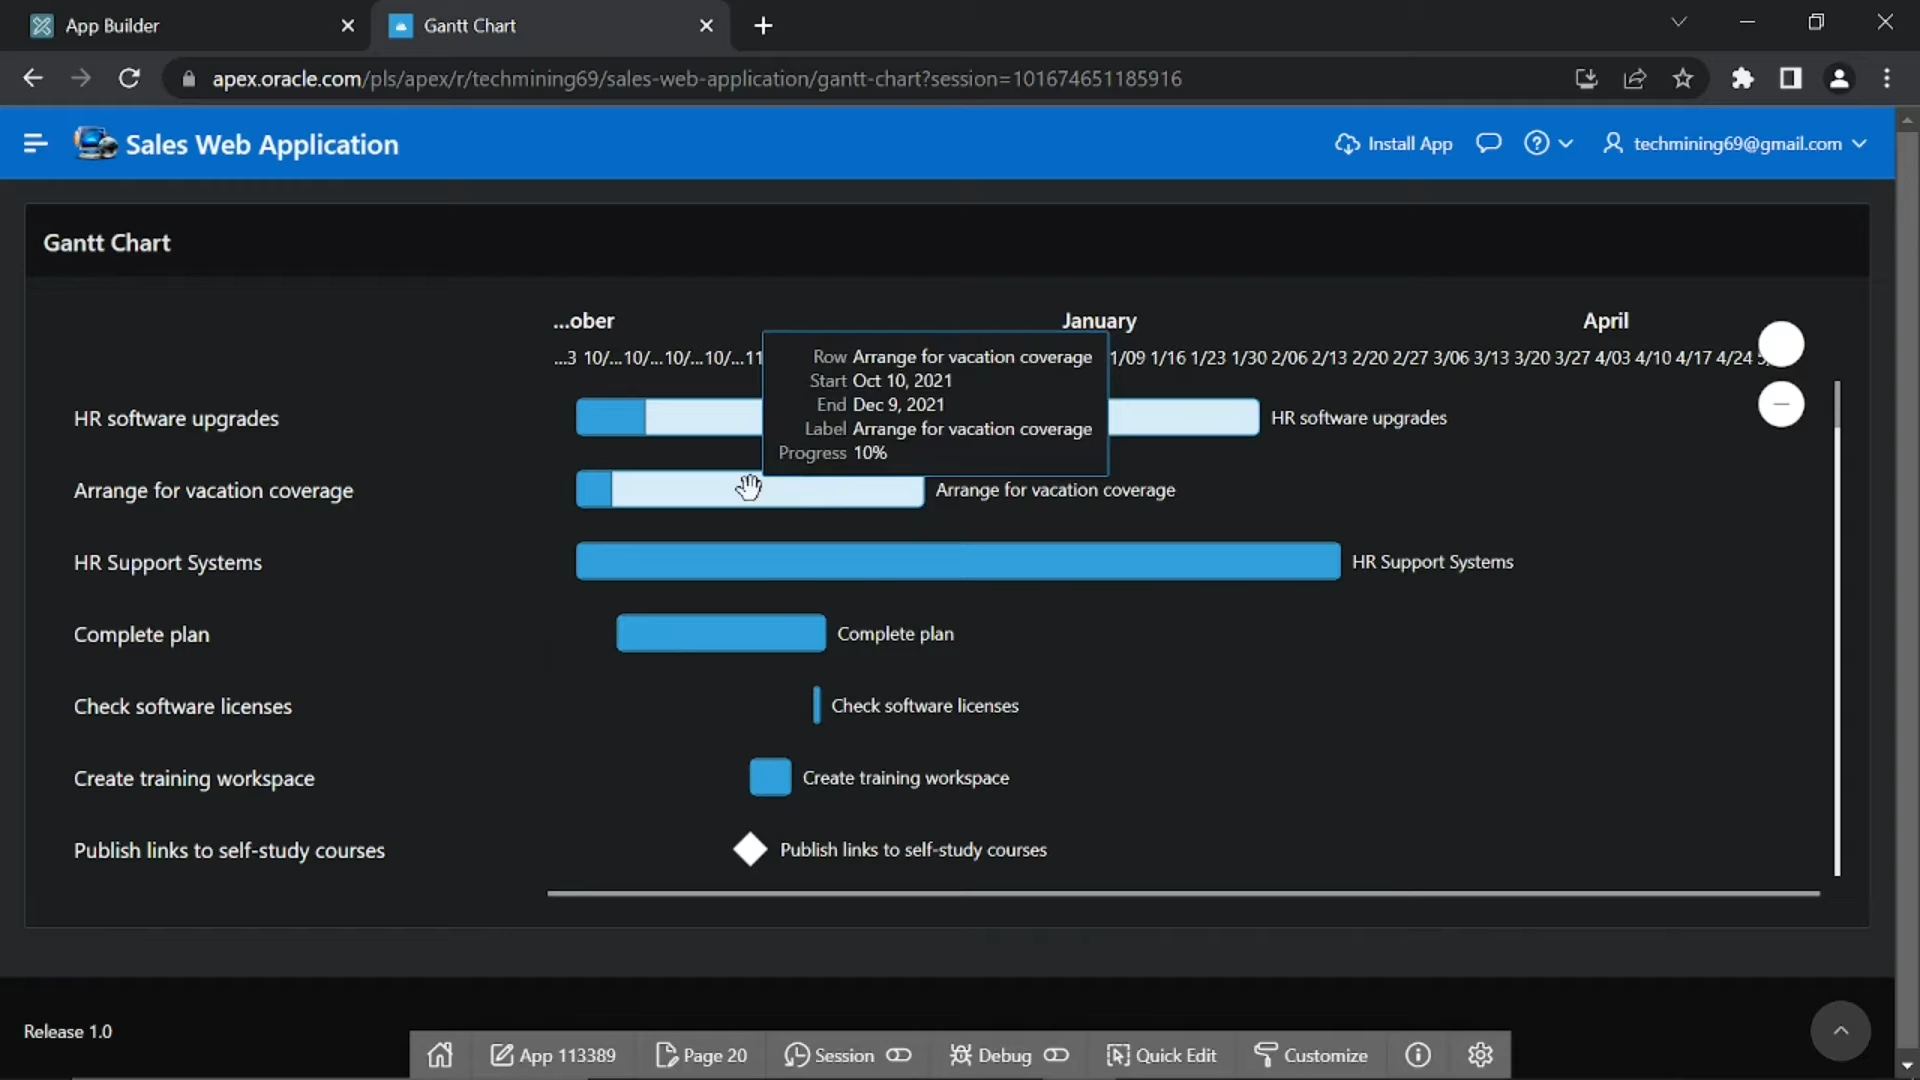 App Builder
Gantt Chart
apex.oracle.com/pls/apex/r/techmining69/sales-web-application/gantt-chart?session=101674651185916
Sales Web Application
Install App
techmining69@gmail.com
Gantt Chart
...ober January April
...3 10/...10/...10/...10/...11 1/09 1/16 1/23 1/30 2/06 2/13 2/20 2/27 3/06 3/13 3/20 3/27 4/03 4/10 4/17 4/24
Row Arrange for vacation coverage
Start Oct 10, 2021
End Dec 9, 2021
Label Arrange for vacation coverage
Progress 10%
HR software upgrades HR software upgrades
Arrange for vacation coverage Arrange for vacation coverage
HR Support Systems HR Support Systems
Complete plan Complete plan
Check software licenses Check software licenses
Create training workspace Create training workspace
Publish links to self-study courses Publish links to self-study courses
Release 1.0
App 113389 Page 20 Session Debug Quick Edit Customize